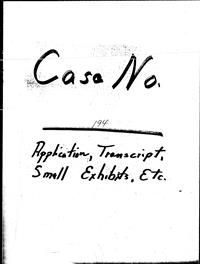 Case No.
194
Application, Transcript,
Small Exhibits, Etc.